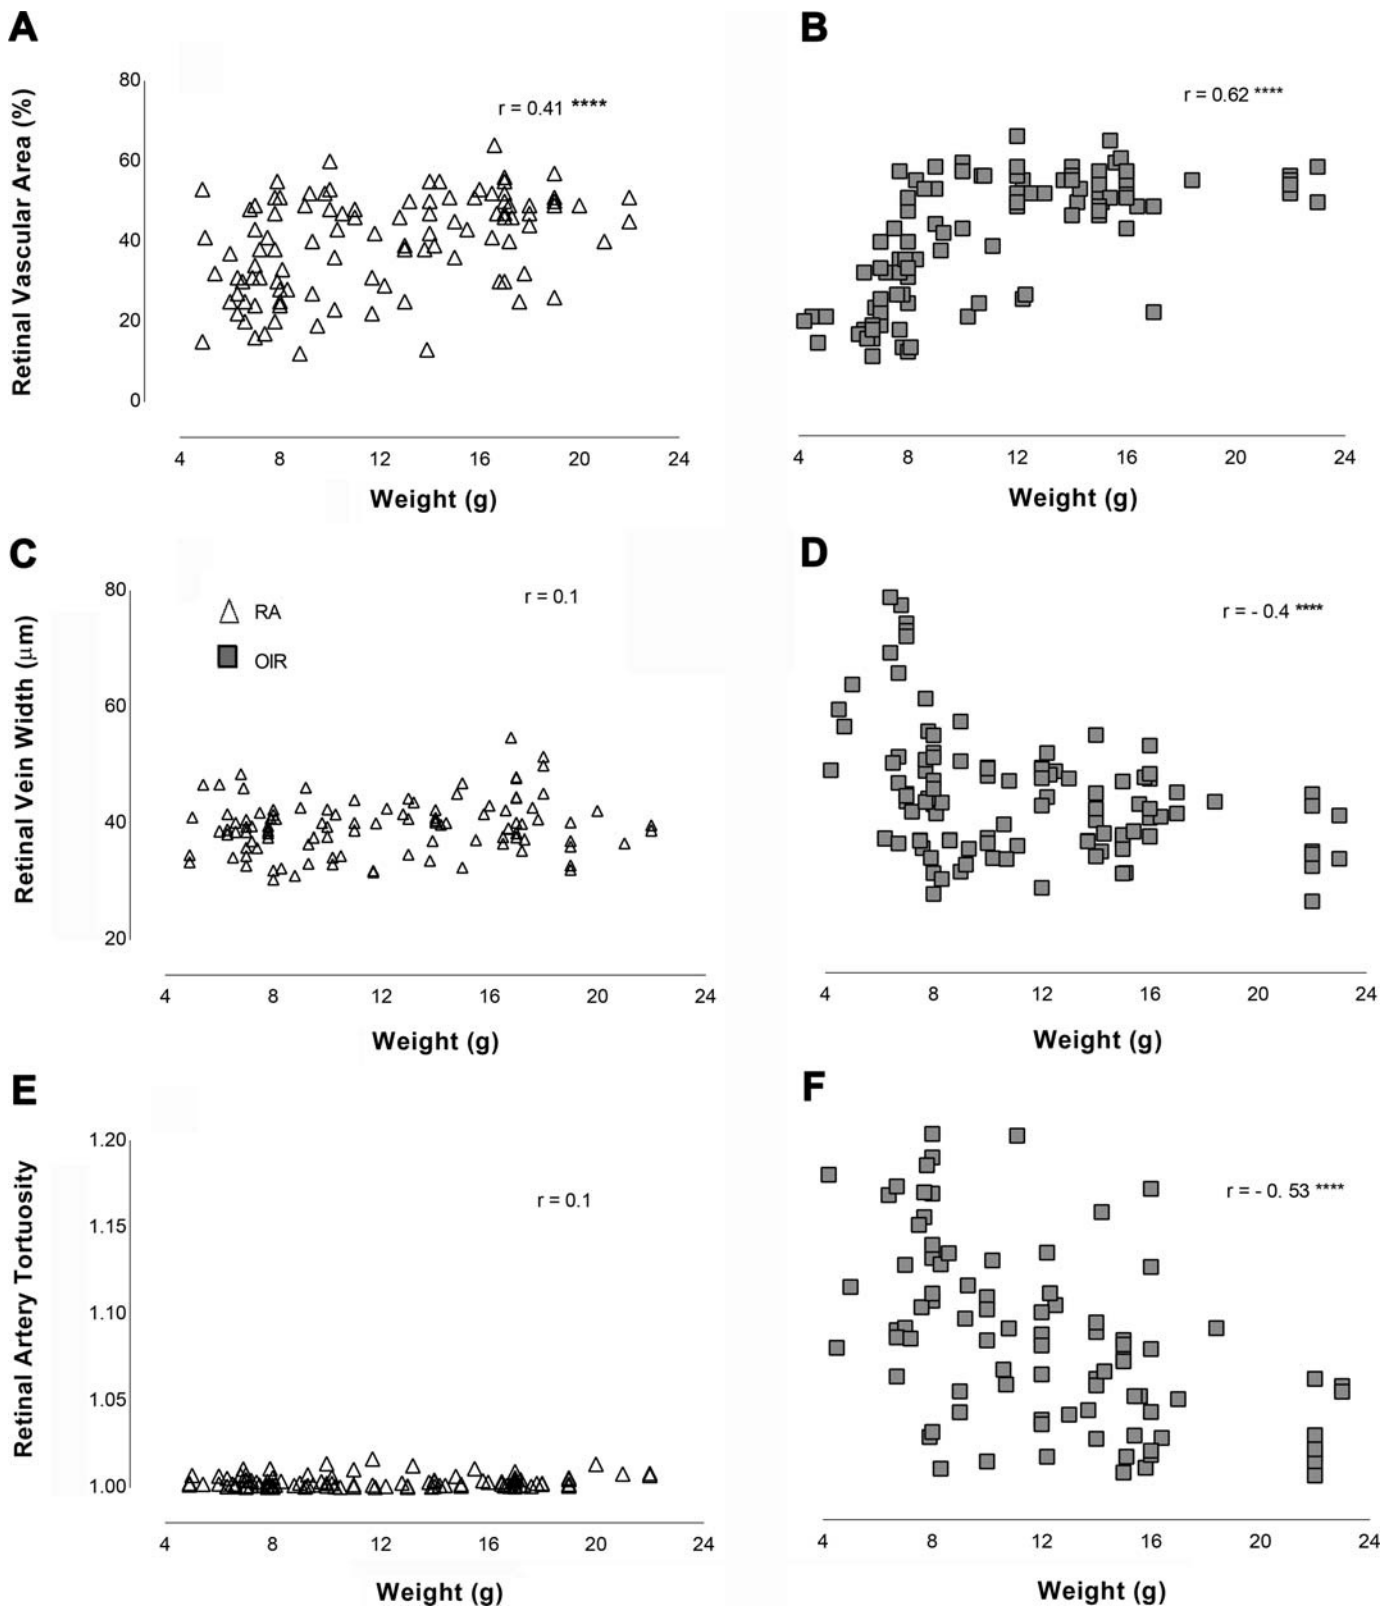 A
B
r = 0.41 ****
r = 0.62 ****
Retinal Vascular Area (%)
80
60
40
20
0
4 8 12 16 20 24
4 8 12 16 20 24
Weight (g)
Weight (g)
C
D
r = 0.1
r = - 0.4 ****
RA
OIR
Retinal Vein Width (μm)
80
60
40
20
4 8 12 16 20 24
4 8 12 16 20 24
Weight (g)
Weight (g)
E
F
r = 0.1
r = - 0. 53 ****
Retinal Artery Tortuosity
1.20
1.15
1.10
1.05
1.00
4 8 12 16 20 24
4 8 12 16 20 24
Weight (g)
Weight (g)